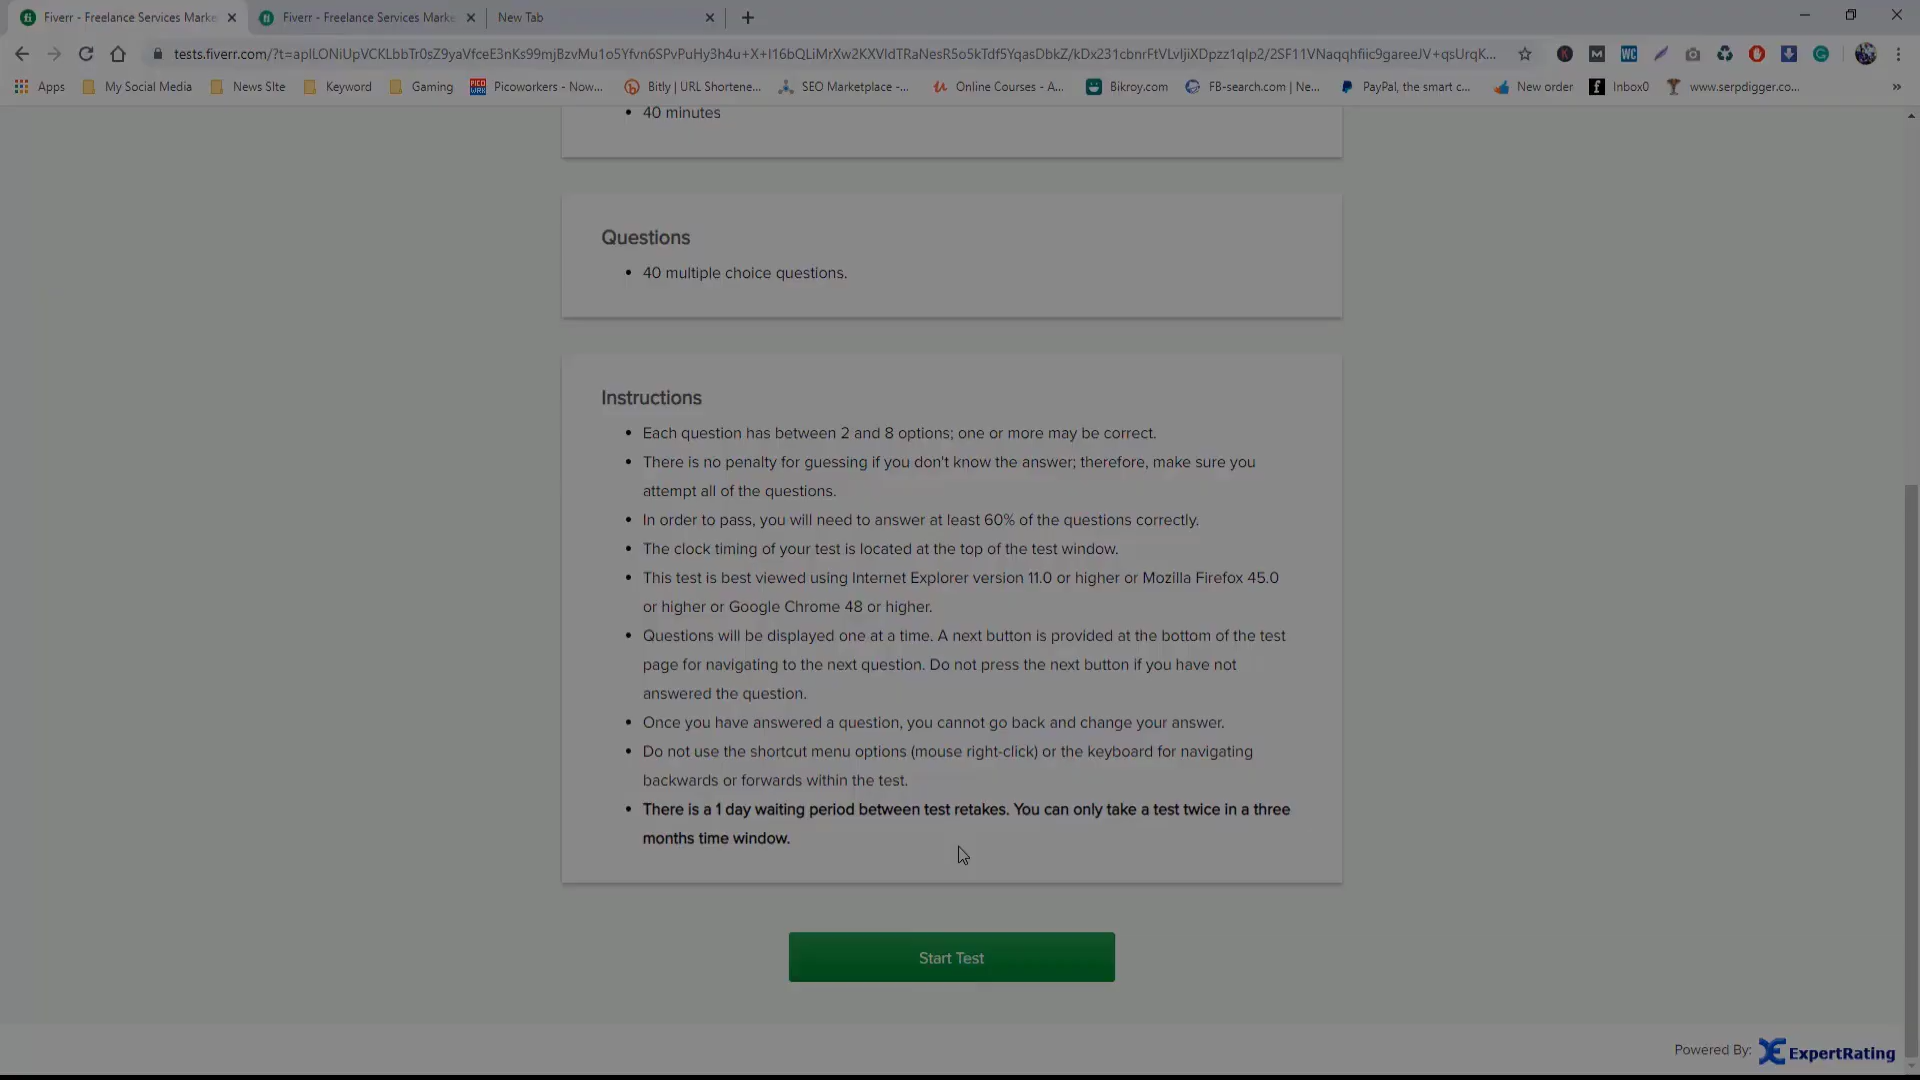 Fiverr - Freelance Services Marke
Fiverr - Freelance Services Marke
New Tab
Apps
My Social Media
News SIte
Keyword
Gaming
Picoworkers - Now...
Bitly | URL Shortene...
SEO Marketplace -...
Online Courses - A...
Bikroy.com
FB-search.com | Ne...
PayPal, the smart c...
New order
Inbox0
www.serpdigger.co...
40 minutes
Questions
40 multiple choice questions.
Instructions
Each question has between 2 and 8 options; one or more may be correct.
There is no penalty for guessing if you don't know the answer; therefore, make sure you
attempt all of the questions.
In order to pass, you will need to answer at least 60% of the questions correctly.
The clock timing of your test is located at the top of the test window.
This test is best viewed using Internet Explorer version 11.0 or higher or Mozilla Firefox 45.0
or higher or Google Chrome 48 or higher.
Questions will be displayed one at a time. A next button is provided at the bottom of the test
page for navigating to the next question. Do not press the next button if you have not
answered the question.
Once you have answered a question, you cannot go back and change your answer.
Do not use the shortcut menu options (mouse right-click) or the keyboard for navigating
backwards or forwards within the test.
There is a 1 day waiting period between test retakes. You can only take a test twice in a three
months time window.
Start Test
Powered By: ExpertRating